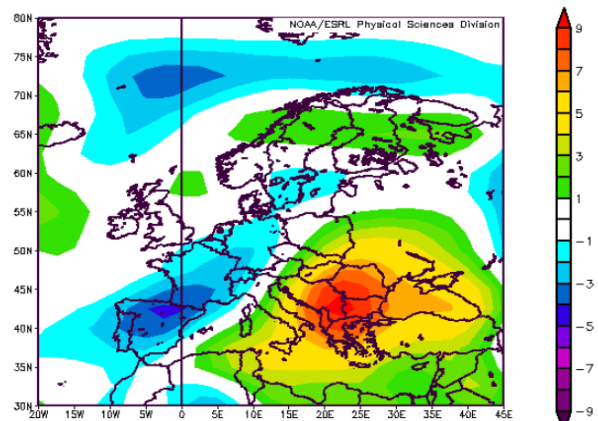 NOAA/ESRL Physical Sciences Division
80N
75N
70N
65N
60N
55N
50N
45N
40N
35N
30N
20W 15W 10W 5W 0 5E 10E 15E 20E 25E 30E 35E 40E 45E
9
7
5
3
1
-1
-3
-5
-7
-9